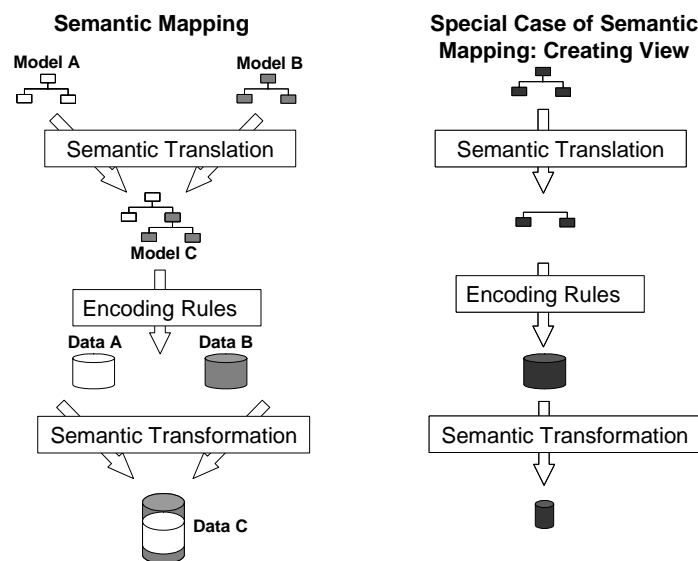 Semantic Mapping
Model A
Model B
Semantic Translation
Model C
Encoding Rules
Data A
Data B
Semantic Transformation
Data C
Special Case of Semantic
Mapping: Creating View
Semantic Translation
Encoding Rules
Semantic Transformation